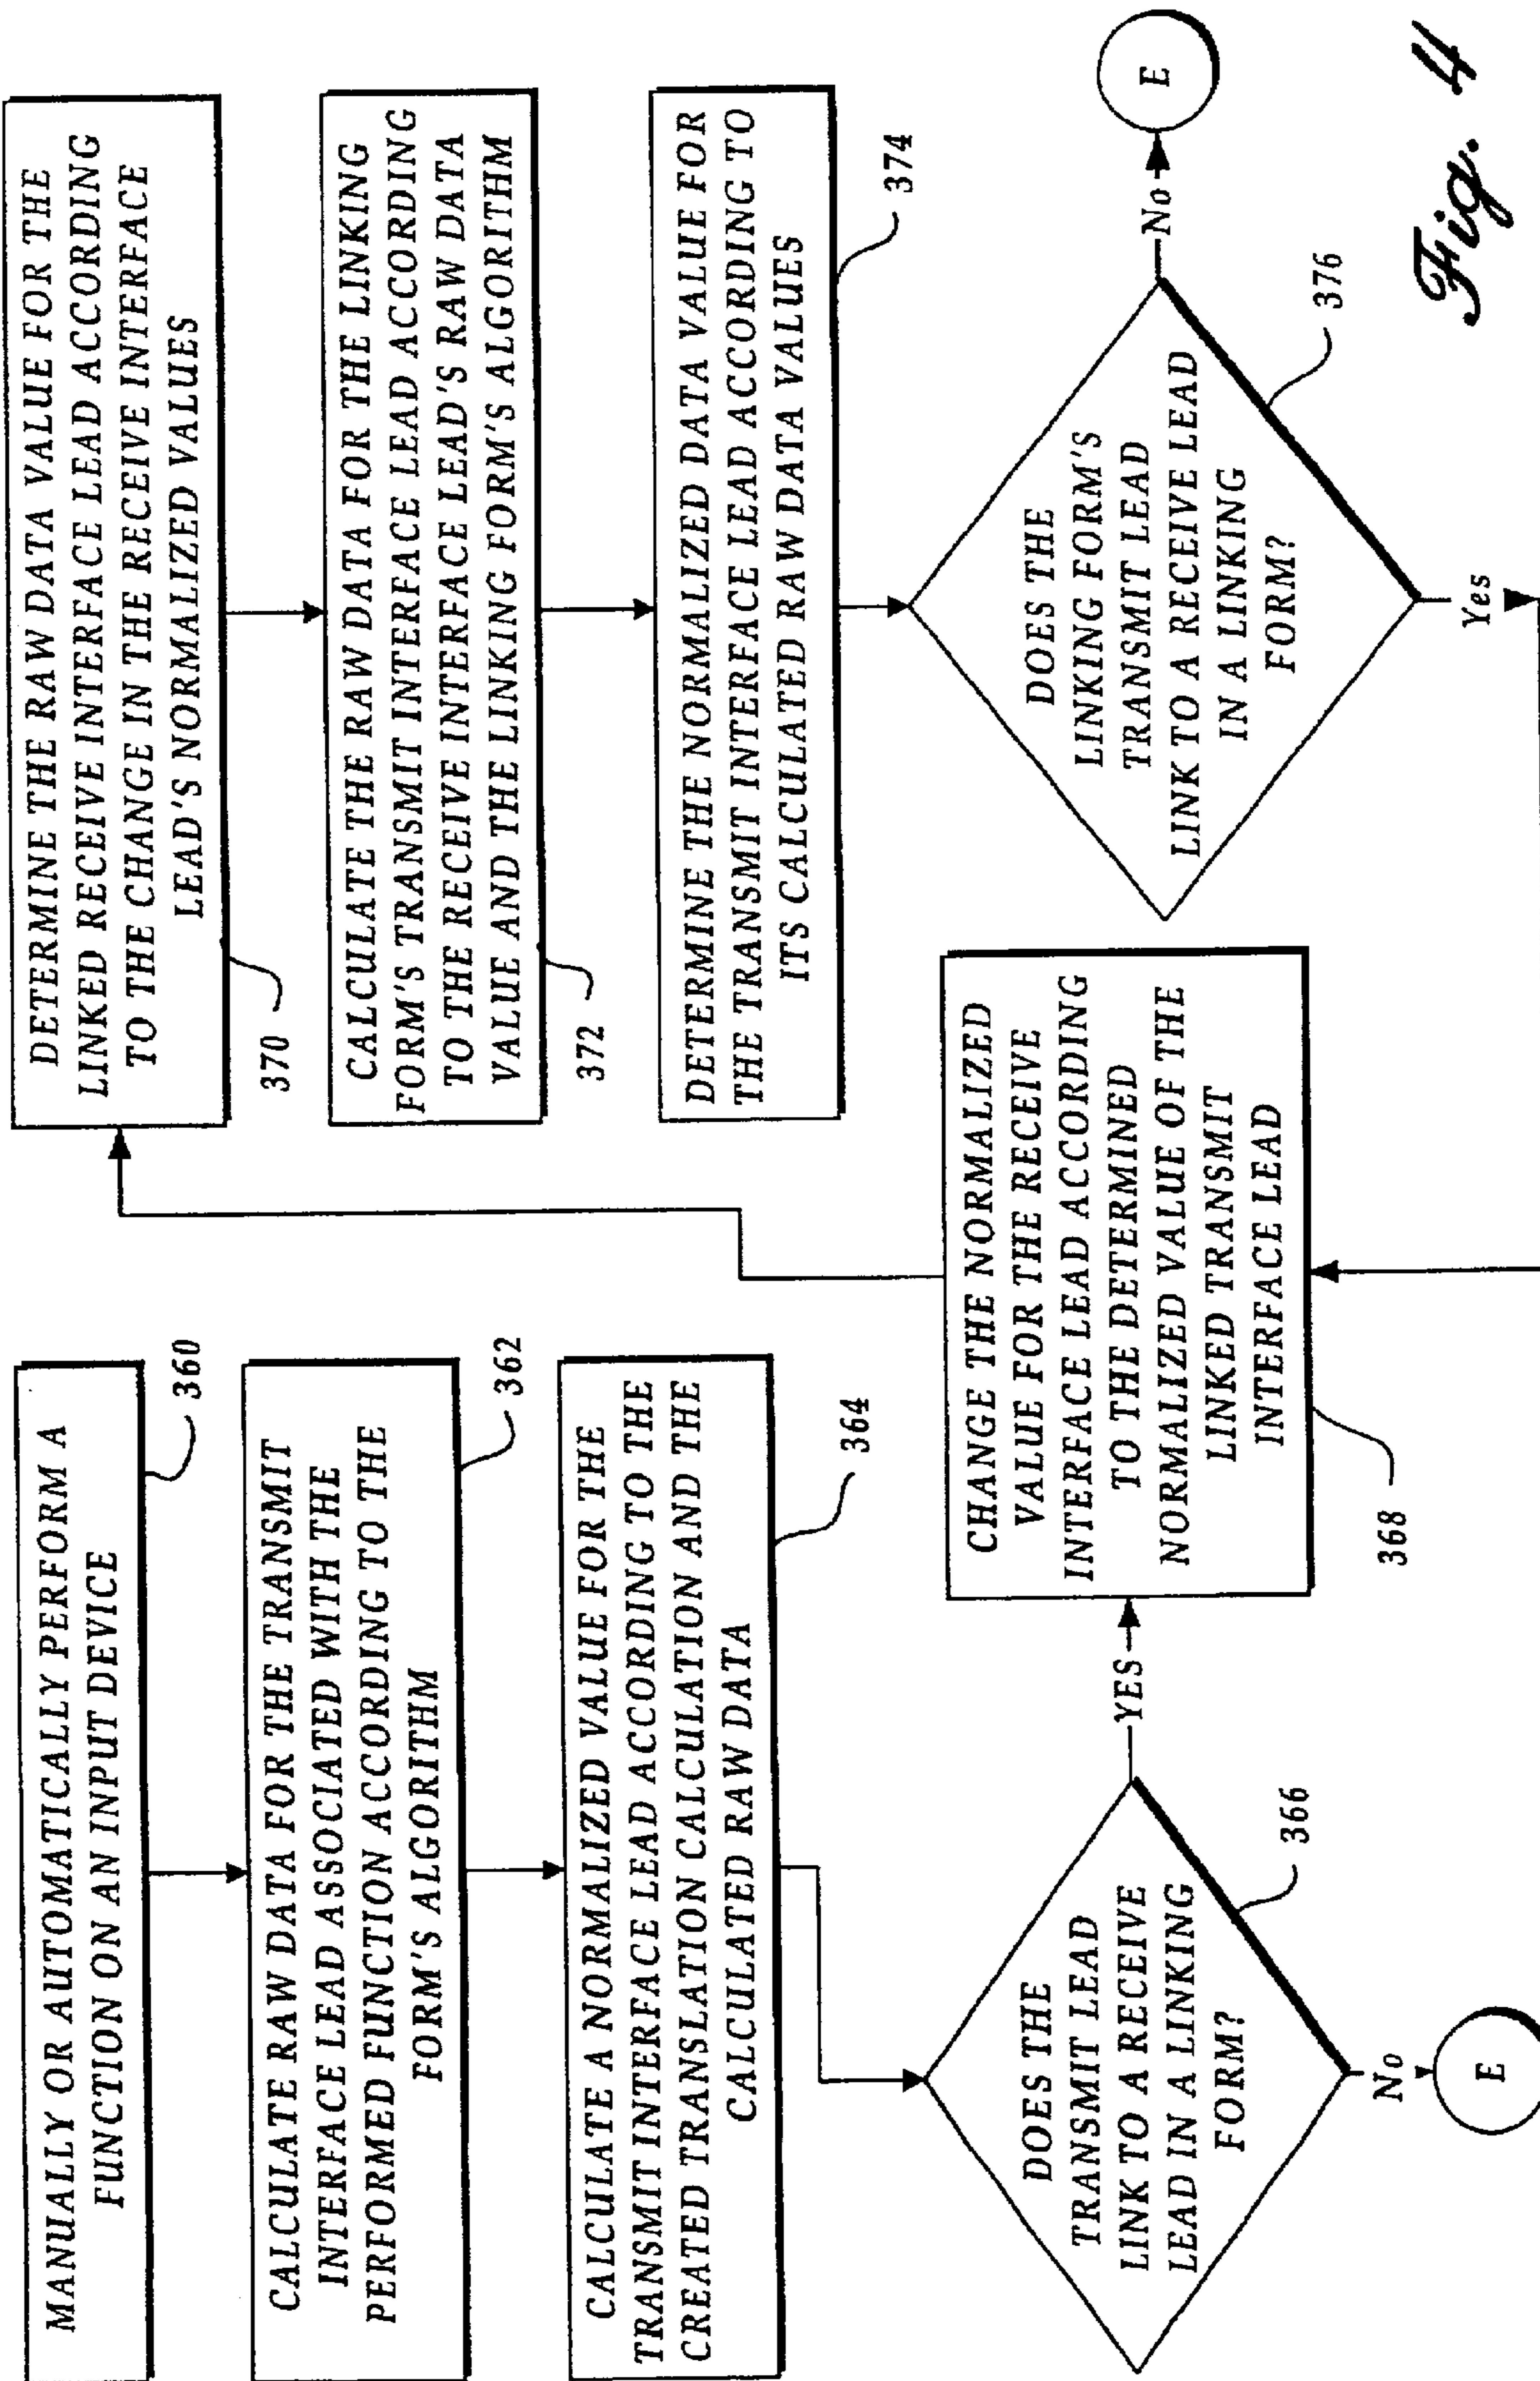 MANUALLY OR AUTOMATICALLY PERFORM A
FUNCTION ON AN INPUT DEVICE
360
CALCULATE RAW DATA FOR THE TRANSMIT
INTERFACE LEAD ASSOCIATED WITH THE
PERFORMED FUNCTION ACCORDING TO THE
FORM'S ALGORITHM
362
CALCULATE A NORMALIZED VALUE FOR THE
TRANSMIT INTERFACE LEAD ACCORDING TO THE
CREATED TRANSLATION CALCULATION AND THE
CALCULATED RAW DATA
364
DOES THE
TRANSMIT LEAD
LINK TO A RECEIVE
LEAD IN A LINKING
FORM?
366
No
E
YES
CHANGE THE NORMALIZED
VALUE FOR THE RECEIVE
INTERFACE LEAD ACCORDING
TO THE DETERMINED
NORMALIZED VALUE OF THE
LINKED TRANSMIT
INTERFACE LEAD
368
DETERMINE THE RAW DATA VALUE FOR THE
LINKED RECEIVE INTERFACE LEAD ACCORDING
TO THE CHANGE IN THE RECEIVE INTERFACE
LEAD'S NORMALIZED VALUES
370
CALCULATE THE RAW DATA FOR THE LINKING
FORM'S TRANSMIT INTERFACE LEAD ACCORDING
TO THE RECEIVE INTERFACE LEAD'S RAW DATA
VALUE AND THE LINKING FORM'S ALGORITHM
372
DETERMINE THE NORMALIZED DATA VALUE FOR
THE TRANSMIT INTERFACE LEAD ACCORDING TO
ITS CALCULATED RAW DATA VALUES
374
DOES THE
LINKING FORM'S
TRANSMIT LEAD
LINK TO A RECEIVE LEAD
IN A LINKING
FORM?
376
No
E
Yes
Fig. 4